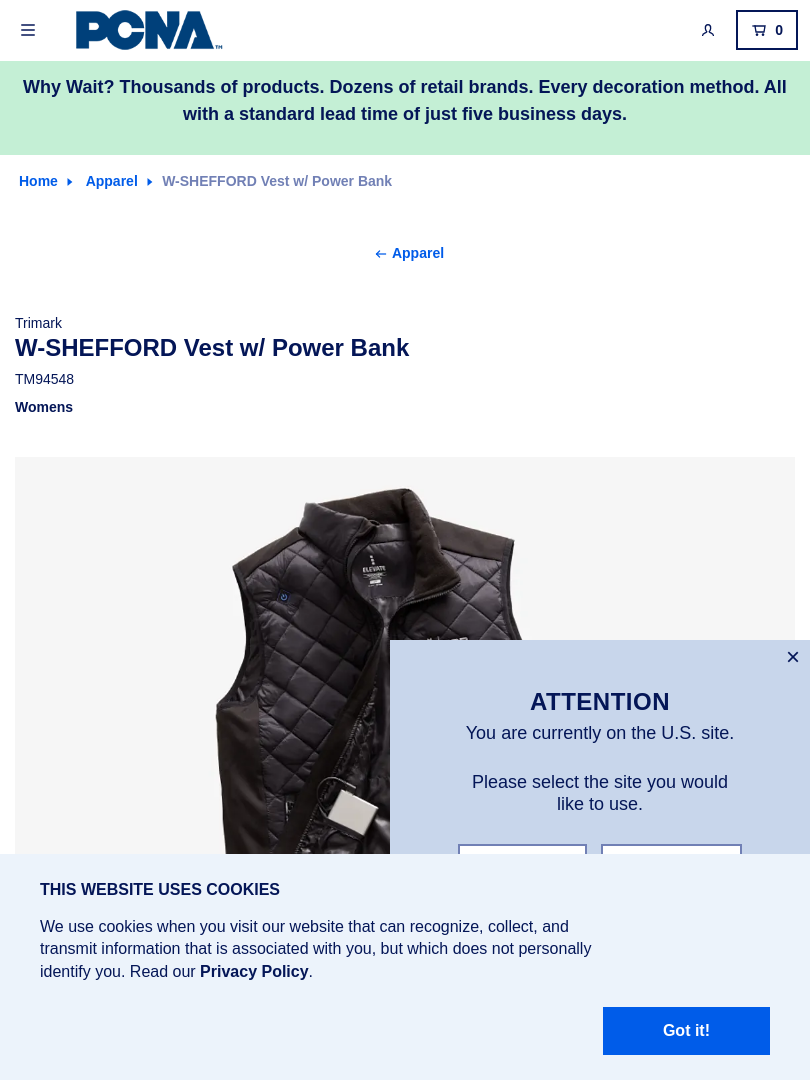 PCNA
TM
0
Why Wait? Thousands of products. Dozens of retail brands. Every decoration method. All
with a standard lead time of just five business days.
Home
Apparel
W-SHEFFORD Vest w/ Power Bank
Apparel
Trimark
W-SHEFFORD Vest w/ Power Bank
TM94548
Womens
ELEVATE
ATTENTION
You are currently on the U.S. site.
Please select the site you would
like to use.
THIS WEBSITE USES COOKIES
We use cookies when you visit our website that can recognize, collect, and
transmit information that is associated with you, but which does not personally
identify you. Read our Privacy Policy.
Got it!